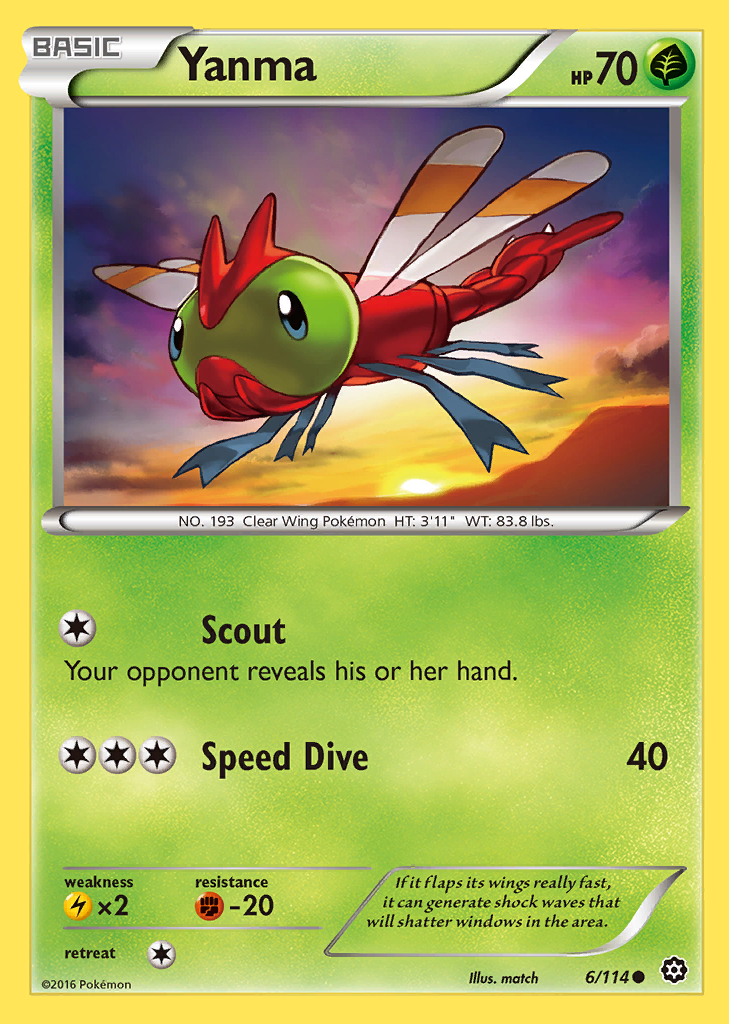 BASIC
Yanma
HP 70
NO. 193 Clear Wing Pokémon HT: 3'11" WT: 83.8 lbs.
Scout
Your opponent reveals his or her hand.
Speed Dive 40
weakness
×2
resistance
-20
retreat
If it flaps its wings really fast,
it can generate shock waves that
will shatter windows in the area.
©2016 Pokémon
Illus. match
6/114